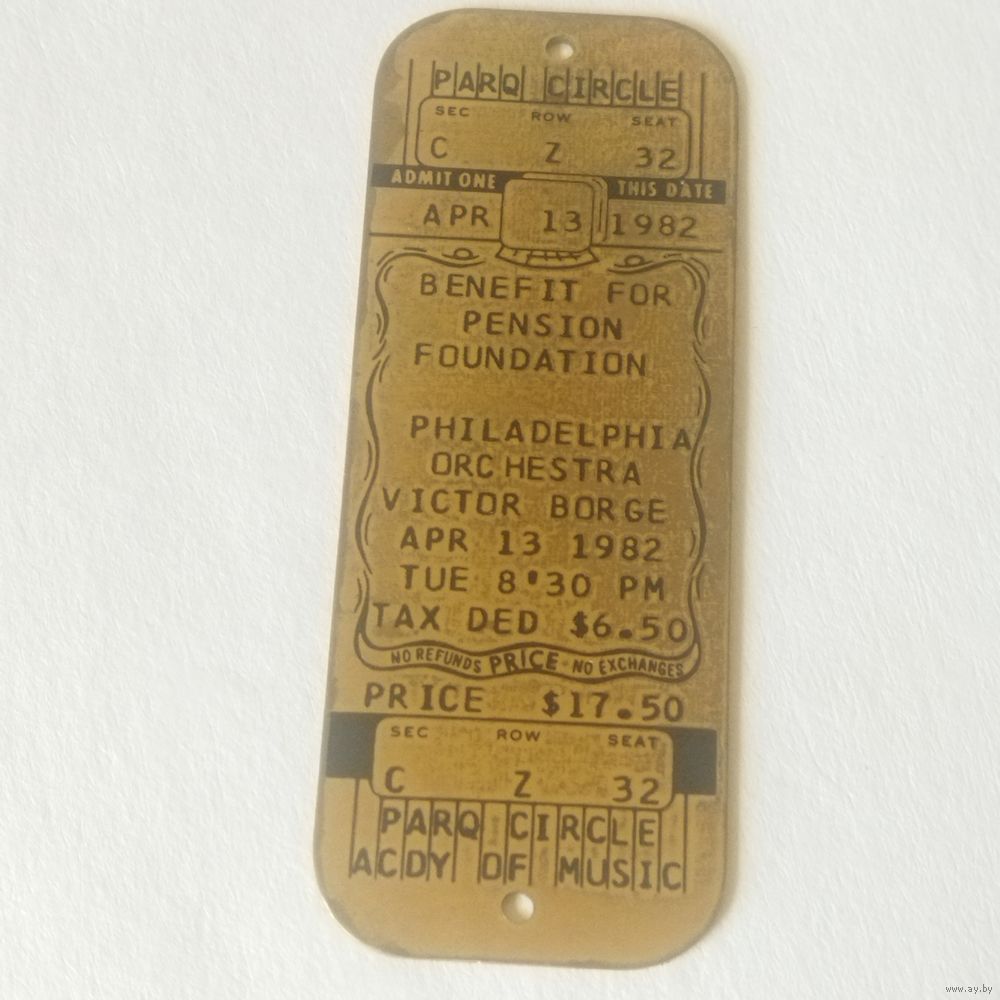 PARQ CIRCLE
SEC ROW SEAT
C Z 32
ADMIT ONE THIS DATE
APR 13 1982
BENEFIT FOR
PENSION
FOUNDATION
PHILADELPHIA
ORCHESTRA
VICTOR BORGE
APR 13 1982
TUE 8'30 PM
TAX DED $6.50
NO REFUNDS PRICE NO EXCHANGES
PRICE $17.50
SEC ROW SEAT
C Z 32
PARQ CIRCLE
ACDY OF MUSIC
www.ay.by